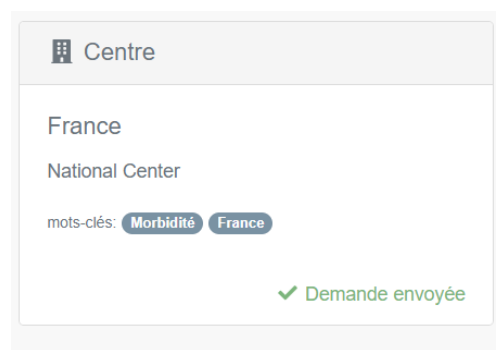 Centre
France
National Center
mots-clés: Morbidité France
Demande envoyée